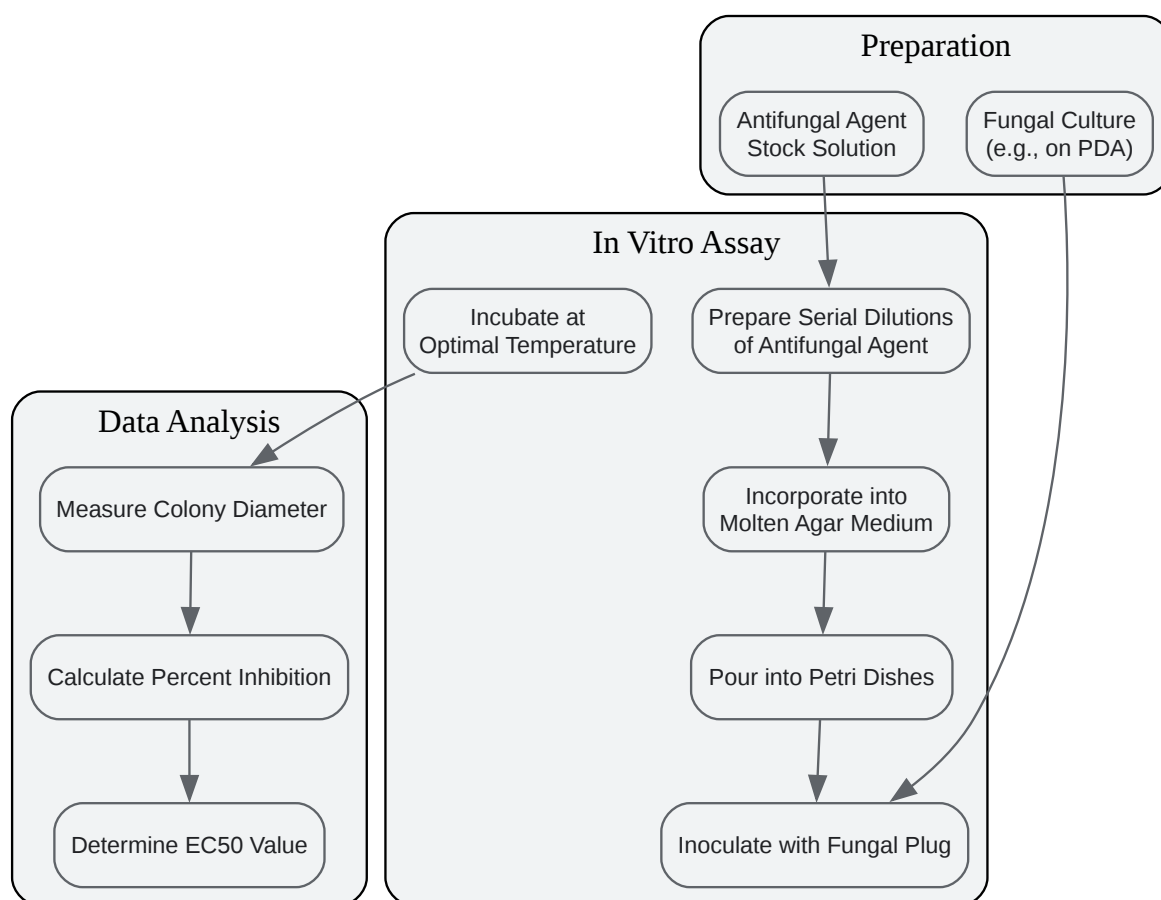 Preparation
Antifungal Agent
Stock Solution
Fungal Culture
(e.g., on PDA)
In Vitro Assay
Incubate at
Optimal Temperature
Prepare Serial Dilutions
of Antifungal Agent
Incorporate into
Molten Agar Medium
Pour into Petri Dishes
Inoculate with Fungal Plug
Data Analysis
Measure Colony Diameter
Calculate Percent Inhibition
Determine EC50 Value